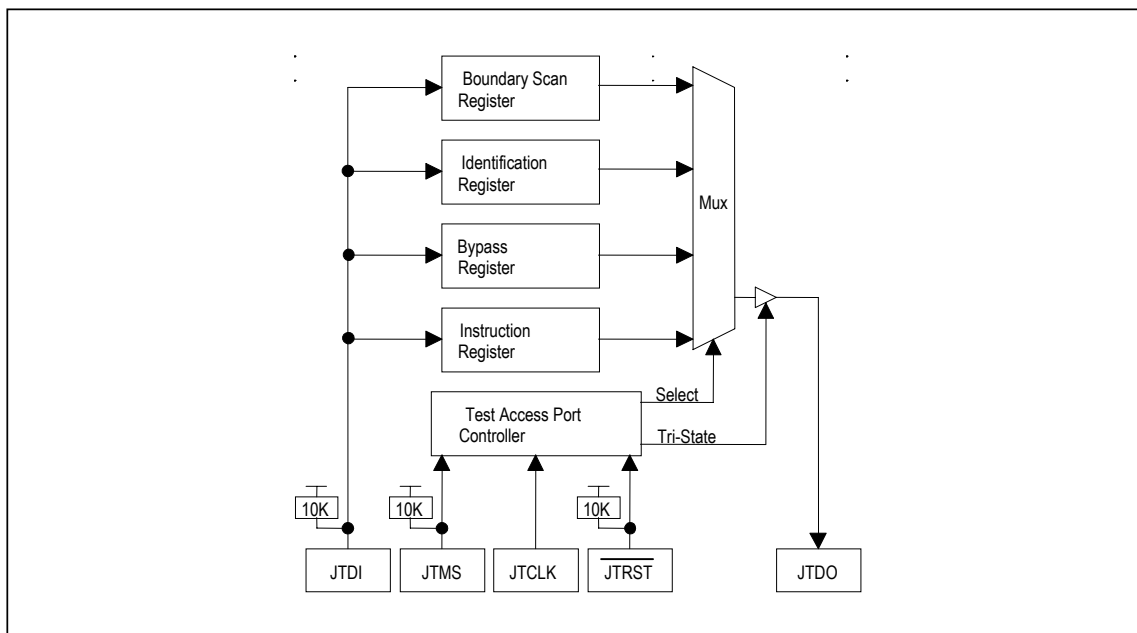 Boundary Scan
Register
Identification
Register
Mux
Bypass
Register
Instruction
Register
Select
Test Access Port
Controller
Tri-State
10K
10K
10K
JTDI
JTMS
JTCLK
JTRST
JTDO